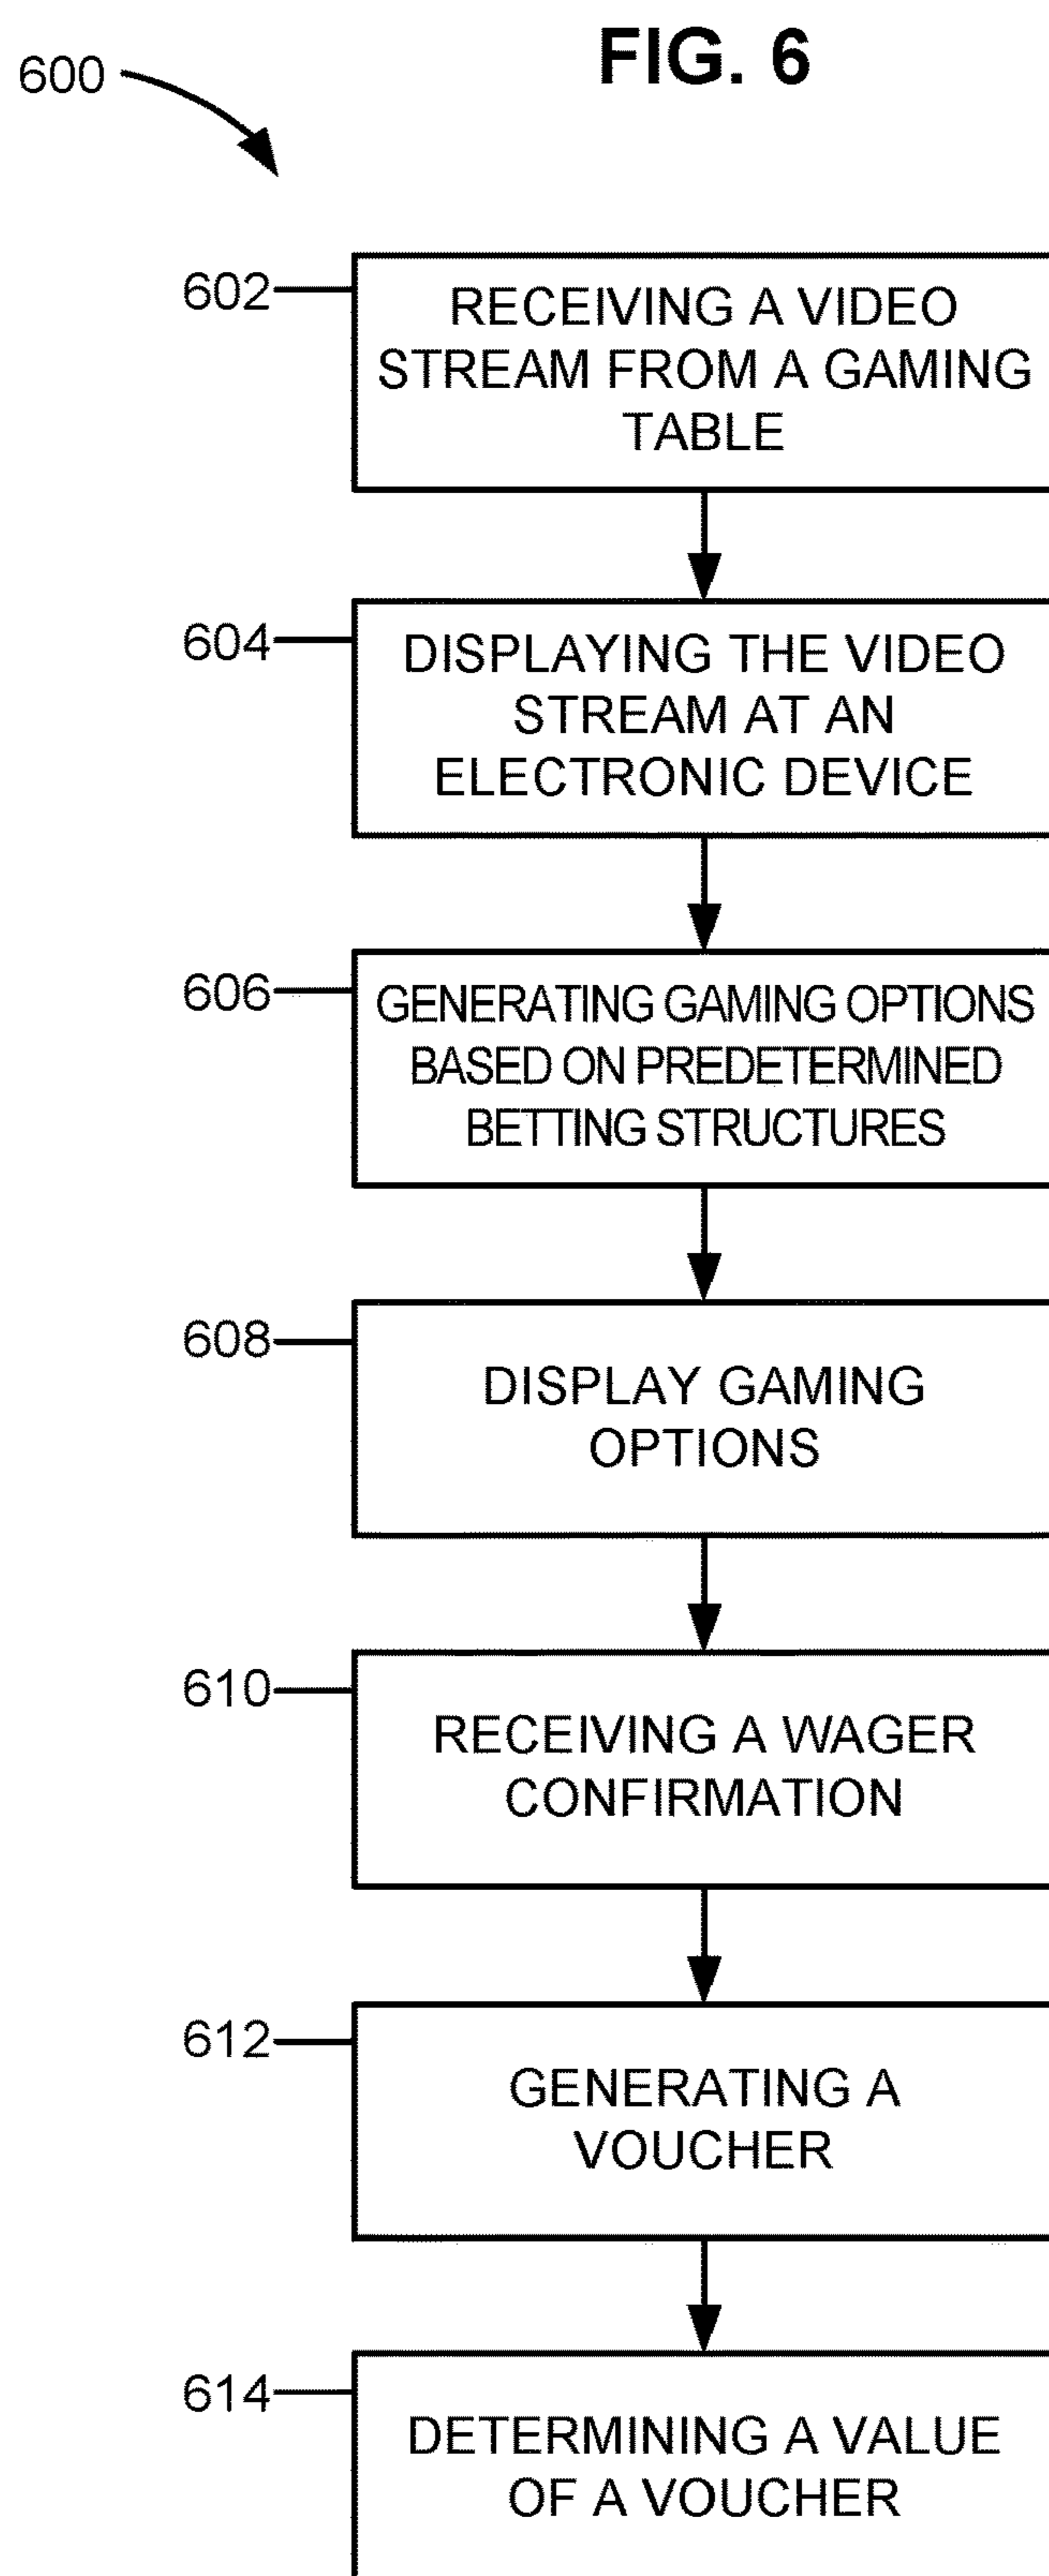 FIG. 6
600
602
RECEIVING A VIDEO
STREAM FROM A GAMING
TABLE
604
DISPLAYING THE VIDEO
STREAM AT AN
ELECTRONIC DEVICE
606
GENERATING GAMING OPTIONS
BASED ON PREDETERMINED
BETTING STRUCTURES
608
DISPLAY GAMING
OPTIONS
610
RECEIVING A WAGER
CONFIRMATION
612
GENERATING A
VOUCHER
614
DETERMINING A VALUE
OF A VOUCHER